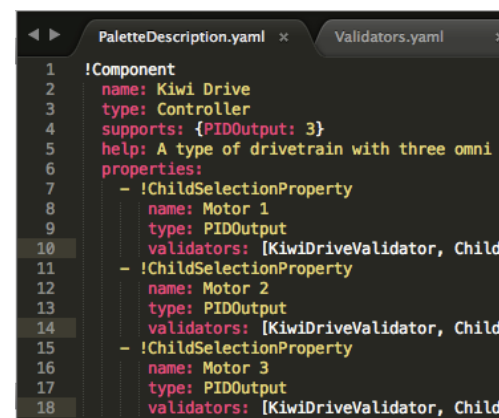 PaletteDescription.yaml × Validators.yaml
1 !Component
2 name: Kiwi Drive
3 type: Controller
4 supports: {PIDOutput: 3}
5 help: A type of drivetrain with three omni
6 properties:
7 – !ChildSelectionProperty
8 name: Motor 1
9 type: PIDOutput
10 validators: [KiwiDriveValidator, Child
11 – !ChildSelectionProperty
12 name: Motor 2
13 type: PIDOutput
14 validators: [KiwiDriveValidator, Child
15 – !ChildSelectionProperty
16 name: Motor 3
17 type: PIDOutput
18 validators: [KiwiDriveValidator, Child